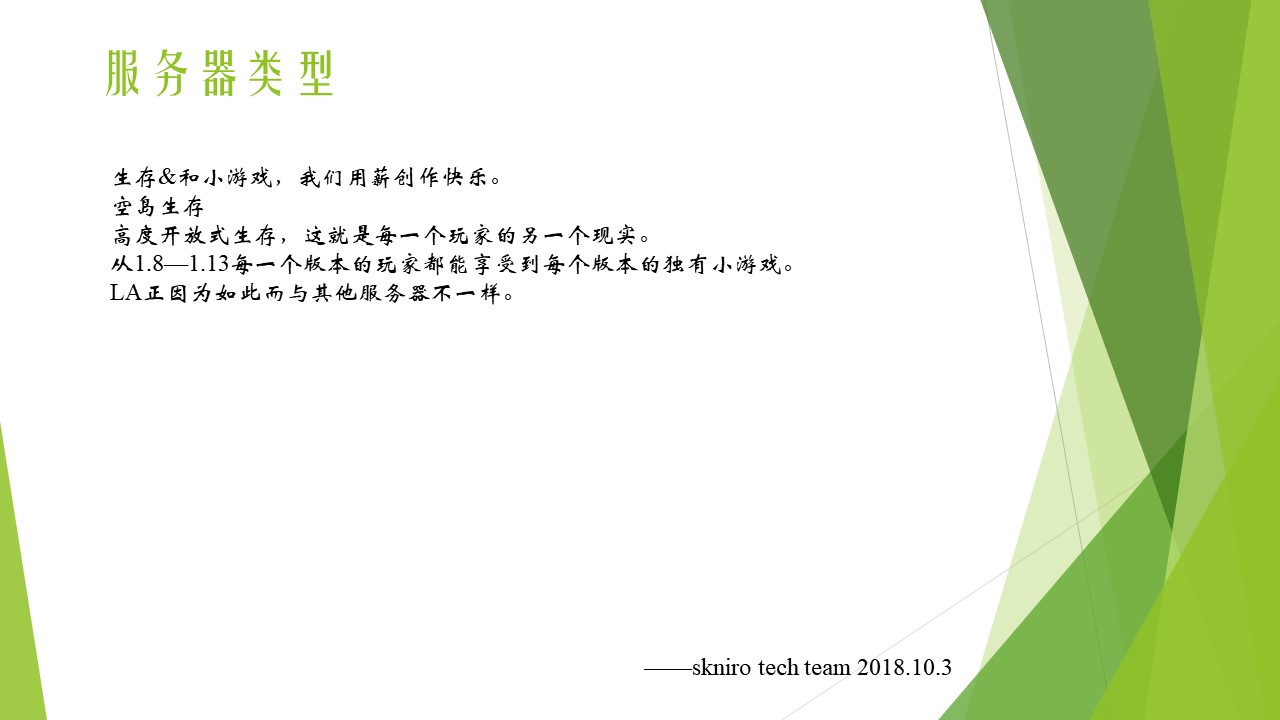 服务器类型
生存&和小游戏，我们用薪创作快乐。
空岛生存
高度开放式生存，这就是每一个玩家的另一个现实。
从1.8—1.13每一个版本的玩家都能享受到每个版本的独有小游戏。
LA正因为如此而与其他服务器不一样。
——skniro tech team 2018.10.3